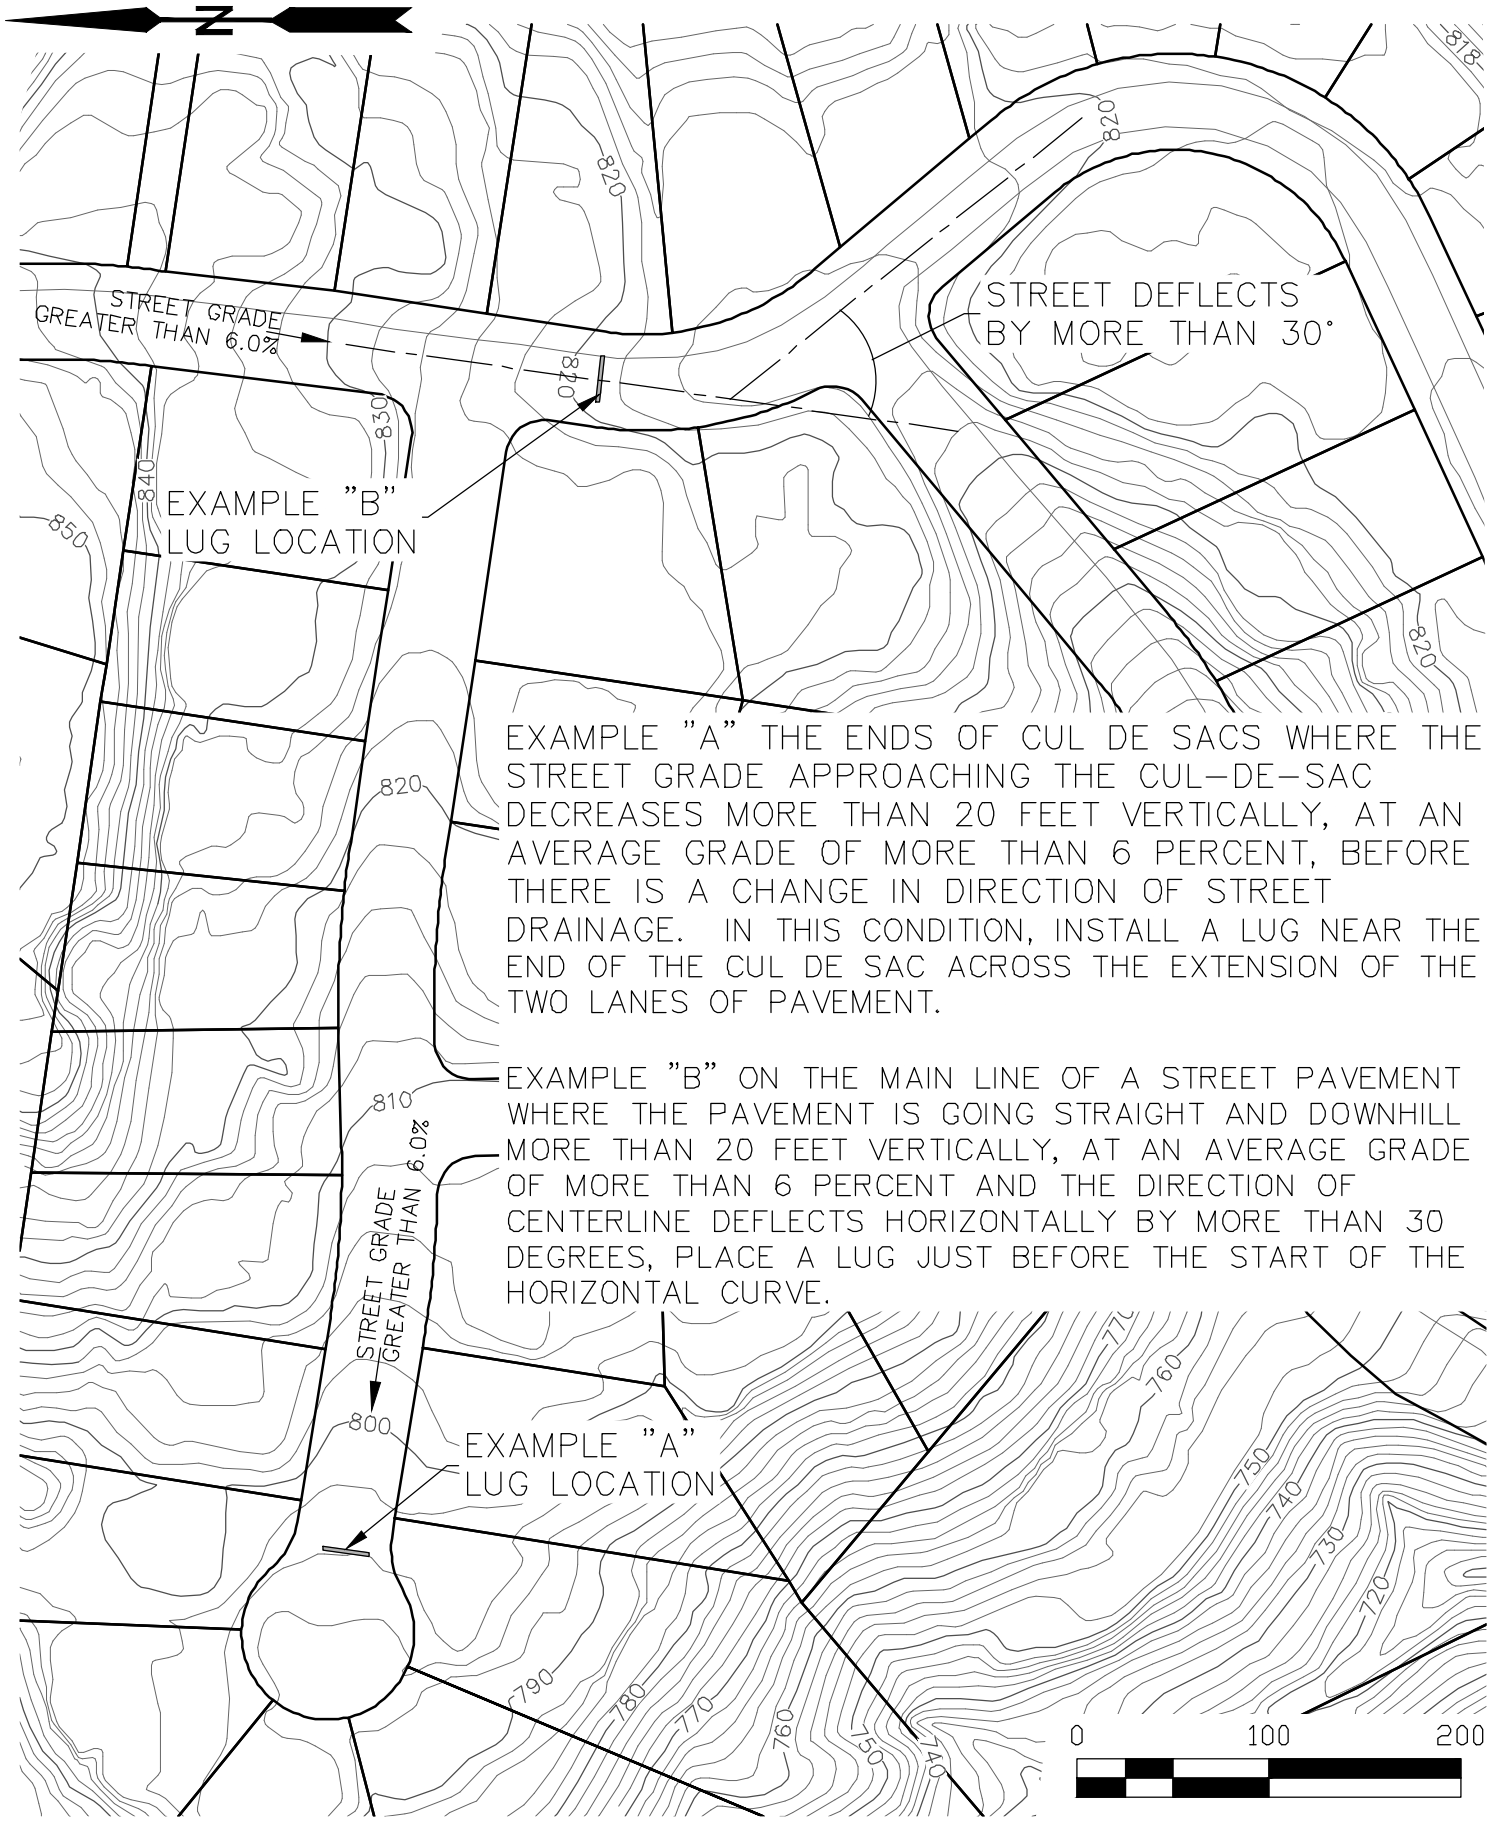 N
818
820
820
STREET DEFLECTS
BY MORE THAN 30°
STREET GRADE
GREATER THAN 6.0%
820
830
840
850
EXAMPLE "B"
LUG LOCATION
820
820
EXAMPLE "A" THE ENDS OF CUL DE SACS WHERE THE
STREET GRADE APPROACHING THE CUL-DE-SAC
DECREASES MORE THAN 20 FEET VERTICALLY, AT AN
AVERAGE GRADE OF MORE THAN 6 PERCENT, BEFORE
THERE IS A CHANGE IN DIRECTION OF STREET
DRAINAGE. IN THIS CONDITION, INSTALL A LUG NEAR THE
END OF THE CUL DE SAC ACROSS THE EXTENSION OF THE
TWO LANES OF PAVEMENT.
EXAMPLE "B" ON THE MAIN LINE OF A STREET PAVEMENT
WHERE THE PAVEMENT IS GOING STRAIGHT AND DOWNHILL
MORE THAN 20 FEET VERTICALLY, AT AN AVERAGE GRADE
OF MORE THAN 6 PERCENT AND THE DIRECTION OF
CENTERLINE DEFLECTS HORIZONTALLY BY MORE THAN 30
DEGREES, PLACE A LUG JUST BEFORE THE START OF THE
HORIZONTAL CURVE.
810
STREET GRADE
GREATER THAN 6.0%
800
770
760
EXAMPLE "A"
LUG LOCATION
750
740
730
720
790
780
770
760
750
740
0 100 200